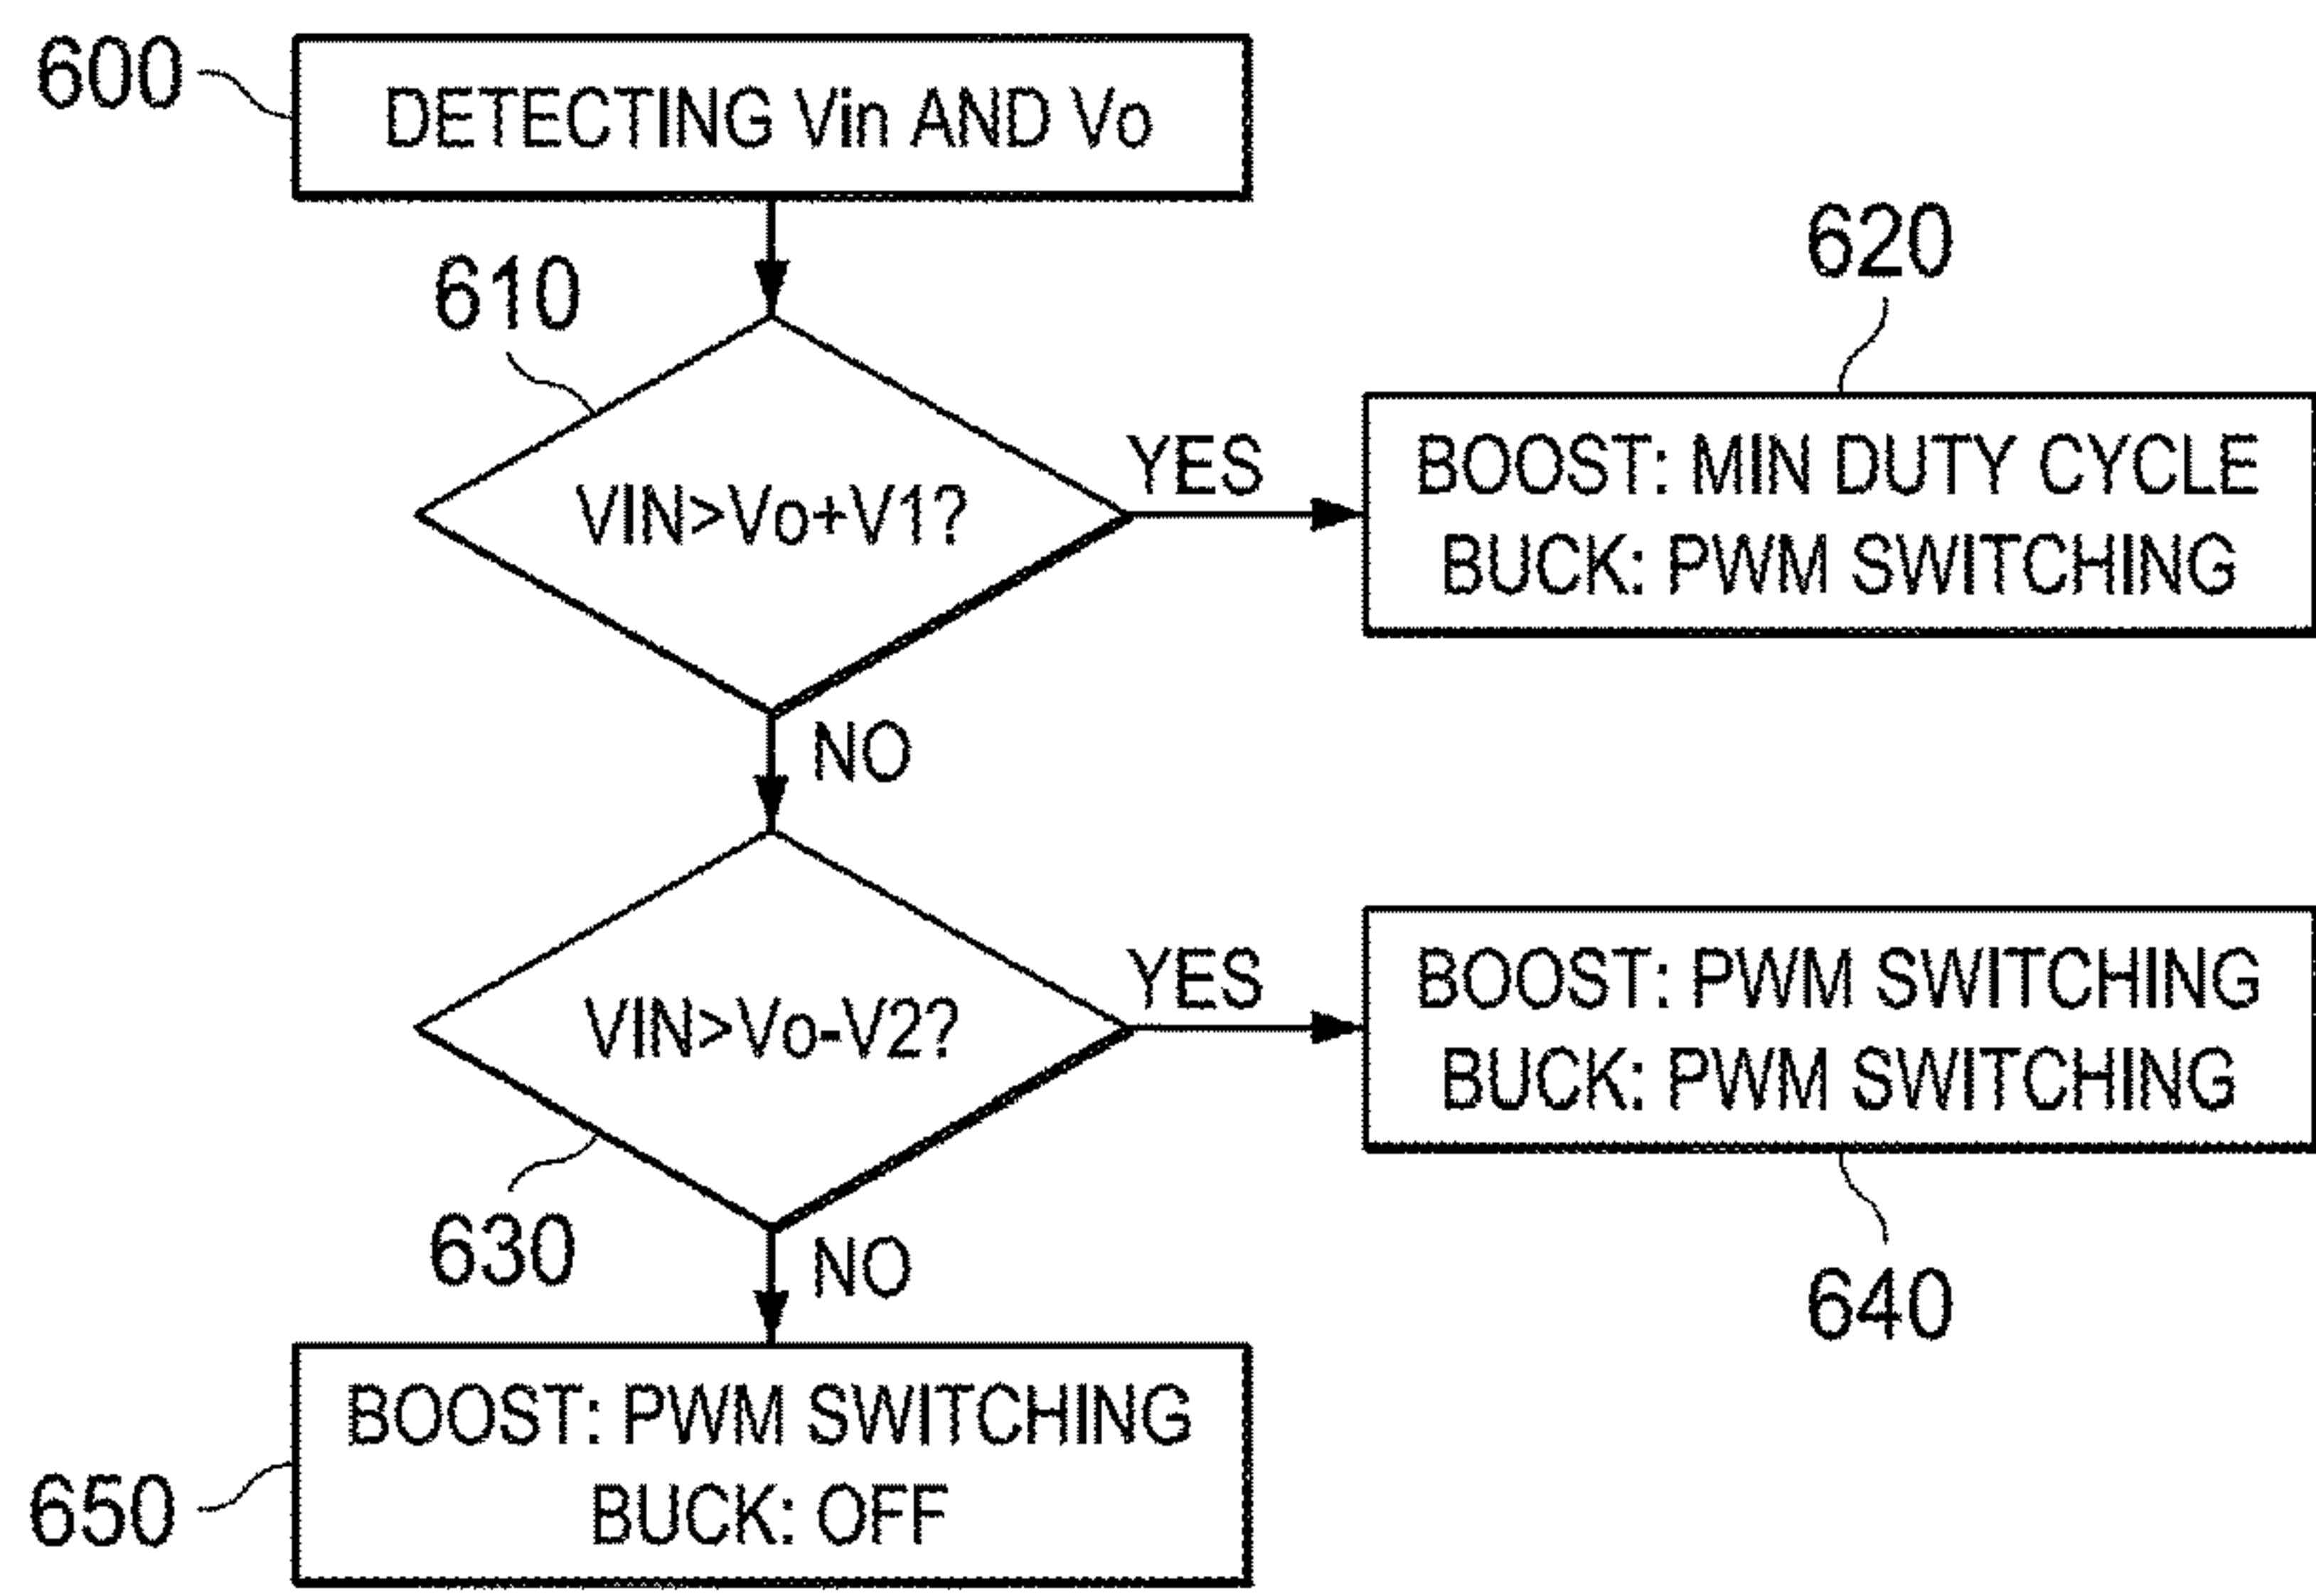 600
DETECTING Vin AND Vo
610
VIN>Vo+V1?
YES
620
BOOST: MIN DUTY CYCLE
BUCK: PWM SWITCHING
NO
VIN>Vo-V2?
630
YES
BOOST: PWM SWITCHING
BUCK: PWM SWITCHING
640
NO
BOOST: PWM SWITCHING
BUCK: OFF
650